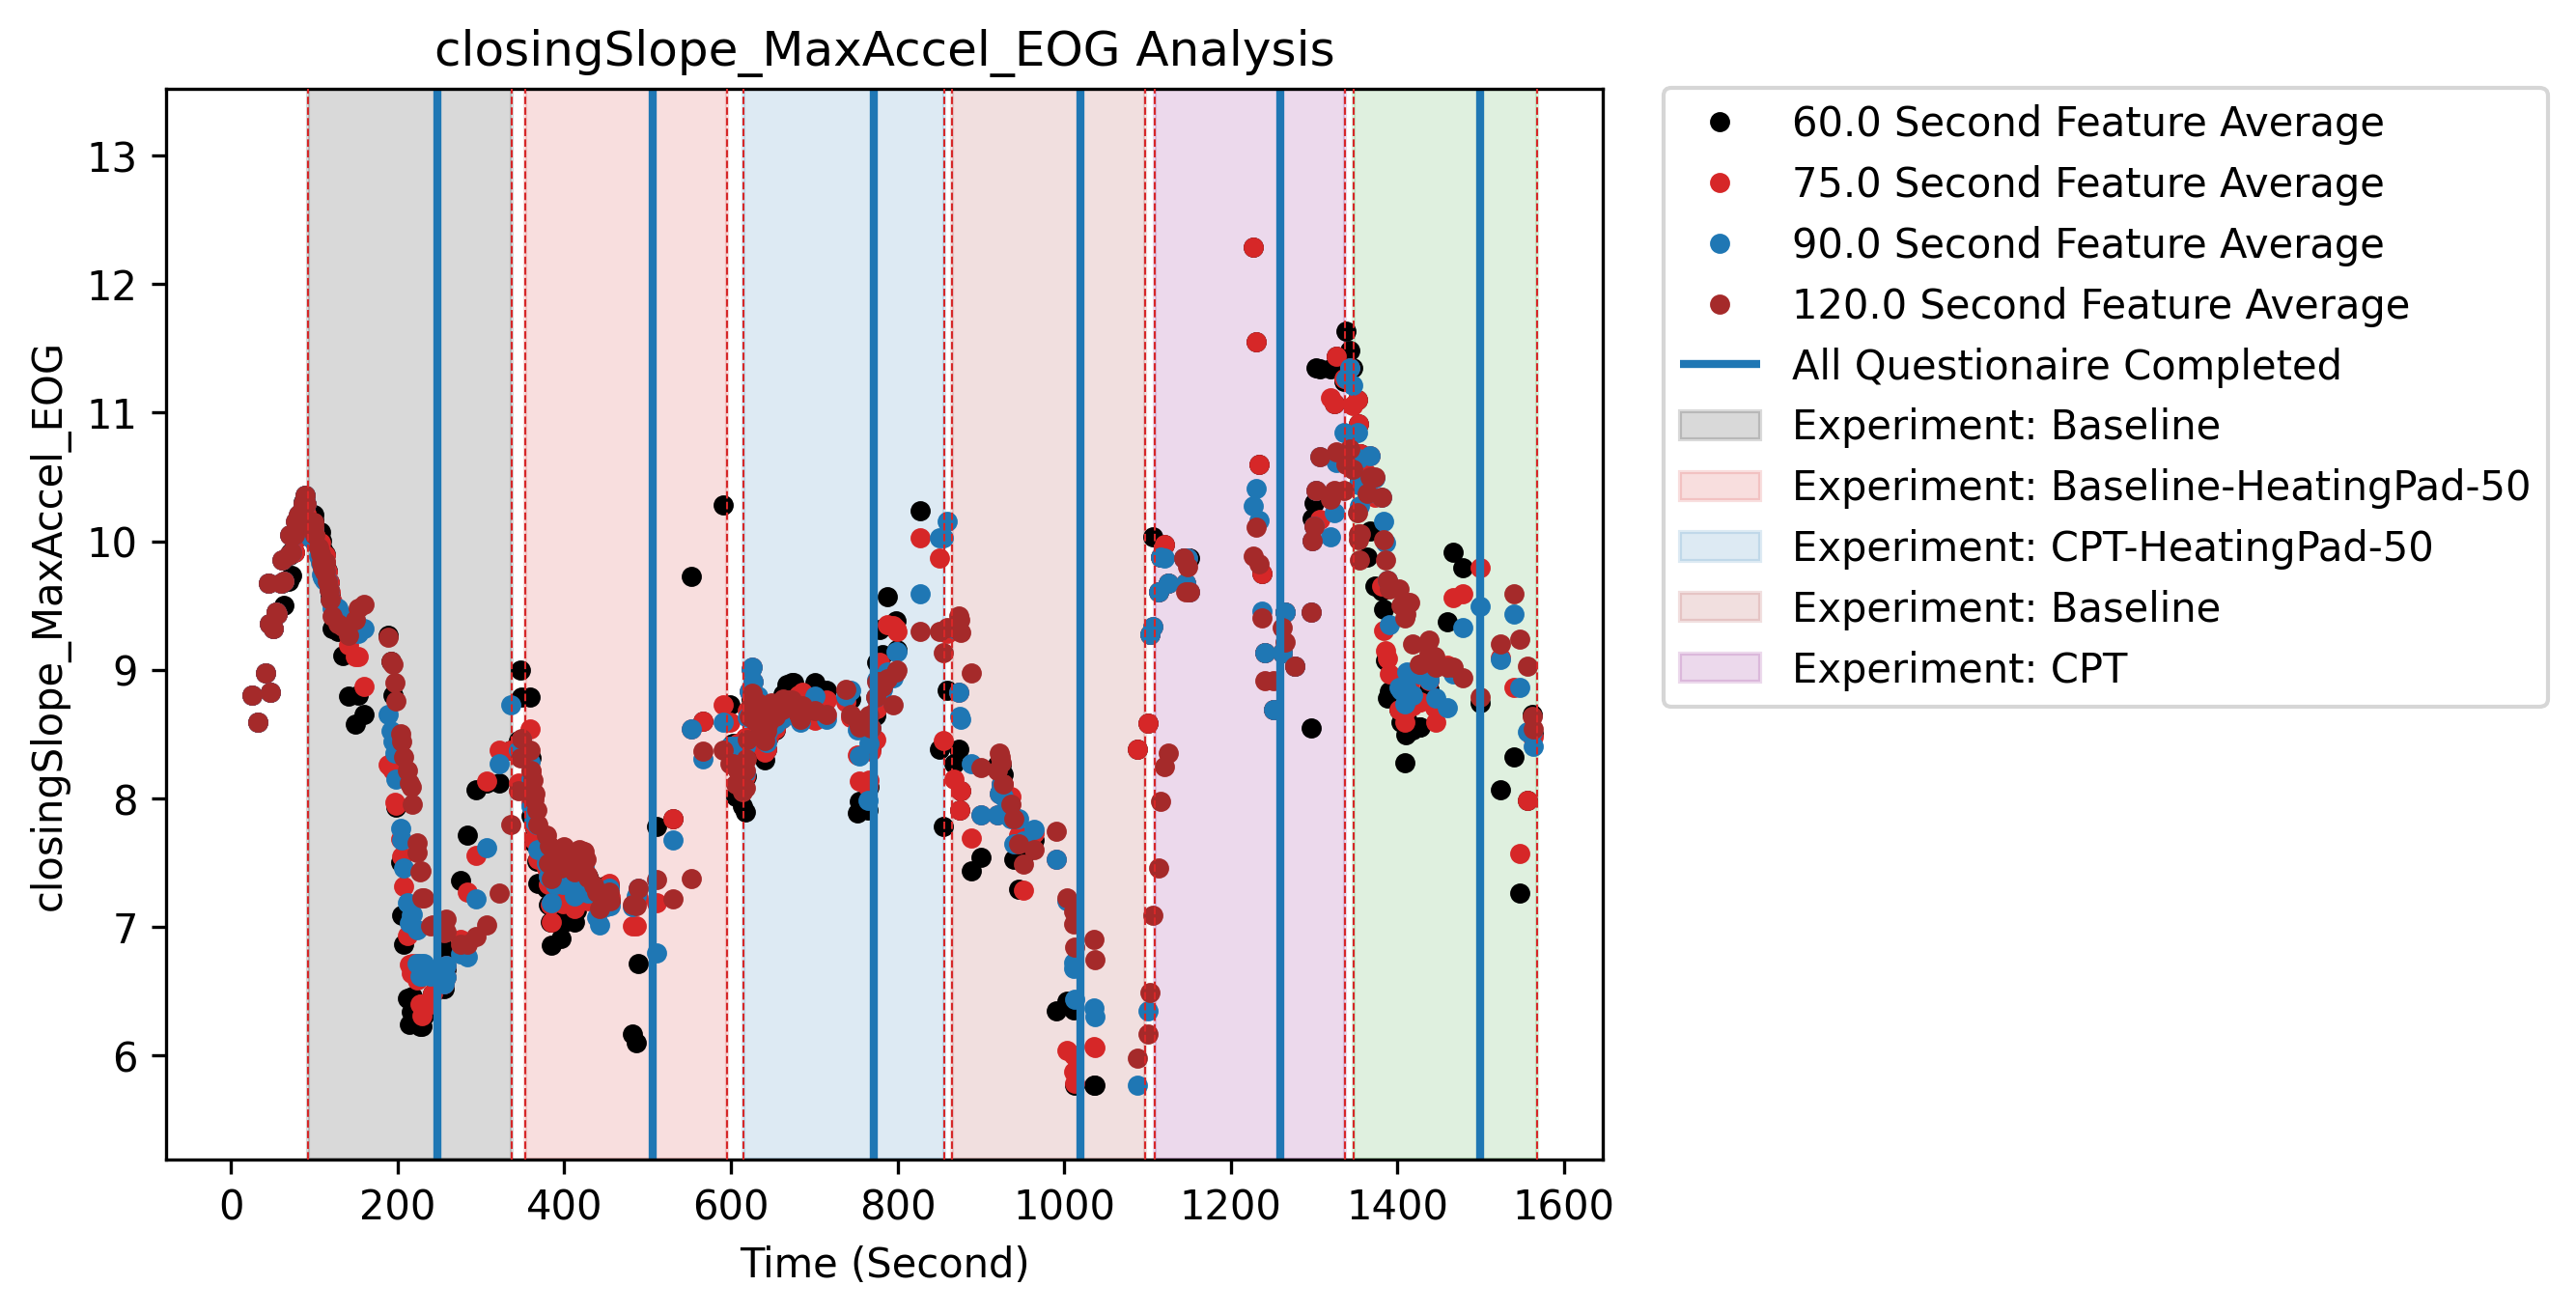 closingSlope_MaxAccel_EOG Analysis
closingSlope_MaxAccel_EOG
13
12
11
10
9
8
7
6
0 200 400 600 800 1000 1200 1400 1600
Time (Second)
60.0 Second Feature Average
75.0 Second Feature Average
90.0 Second Feature Average
120.0 Second Feature Average
All Questionaire Completed
Experiment: Baseline
Experiment: Baseline-HeatingPad-50
Experiment: CPT-HeatingPad-50
Experiment: Baseline
Experiment: CPT